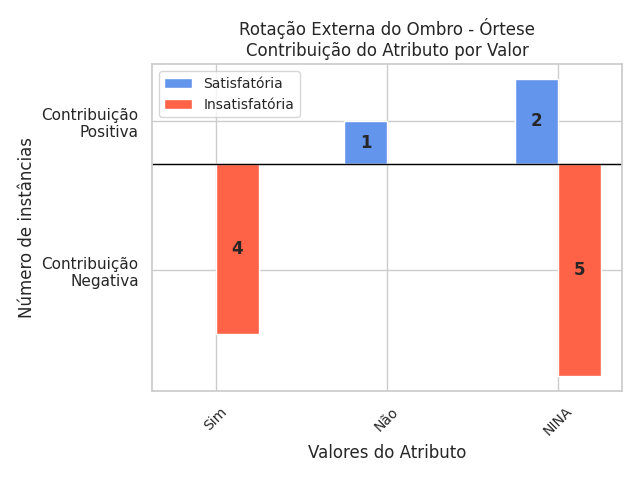 Rotação Externa do Ombro - Órtese
Contribuição do Atributo por Valor
Satisfatória
Insatisfatória
Contribuição
Positiva
Contribuição
Negativa
Número de instâncias
4
1
2
5
Sim
Não
NINA
Valores do Atributo